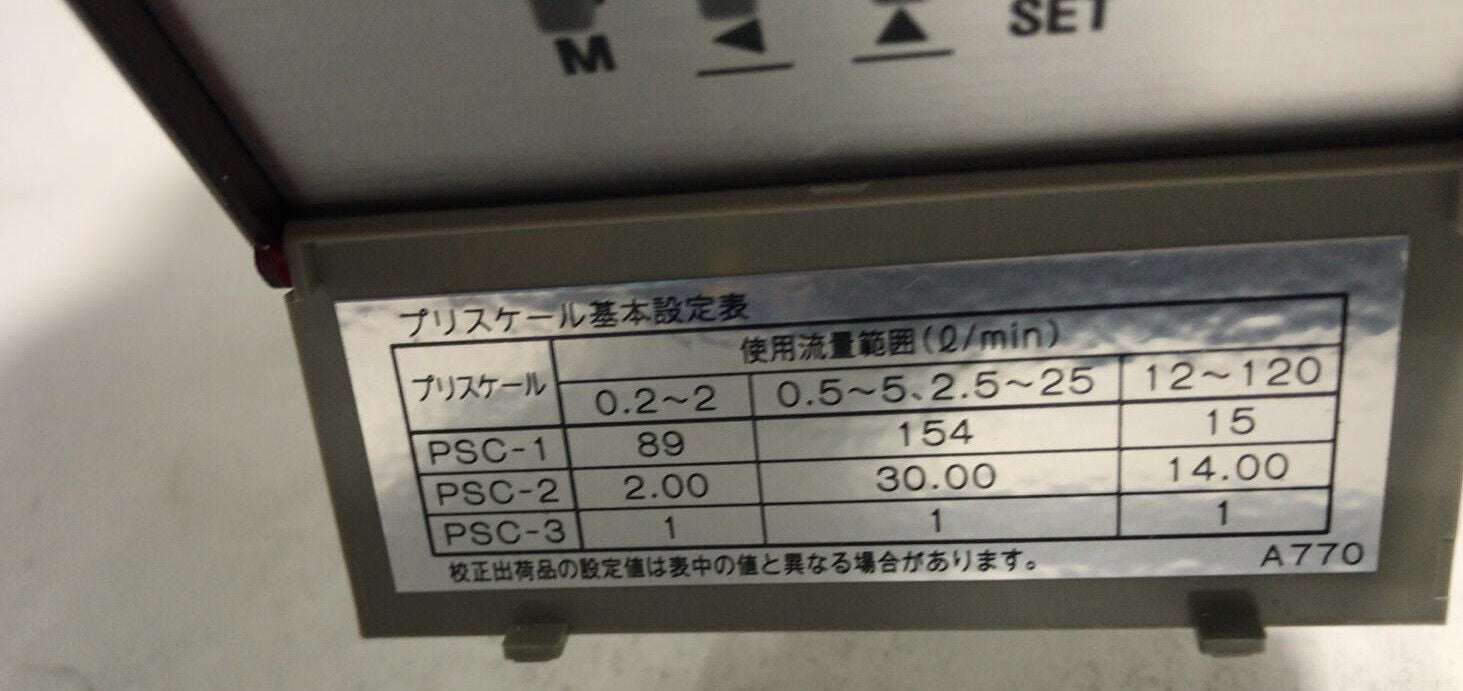 M ◀ ▲ SET
プリスケール基本設定表
プリスケール 使用流量範囲(ℓ/min)
0.2～2 0.5～5、2.5～25 12～120
PSC-1 89 154 15
PSC-2 2.00 30.00 14.00
PSC-3 1 1 1
校正出荷品の設定値は表中の値と異なる場合があります。 A770